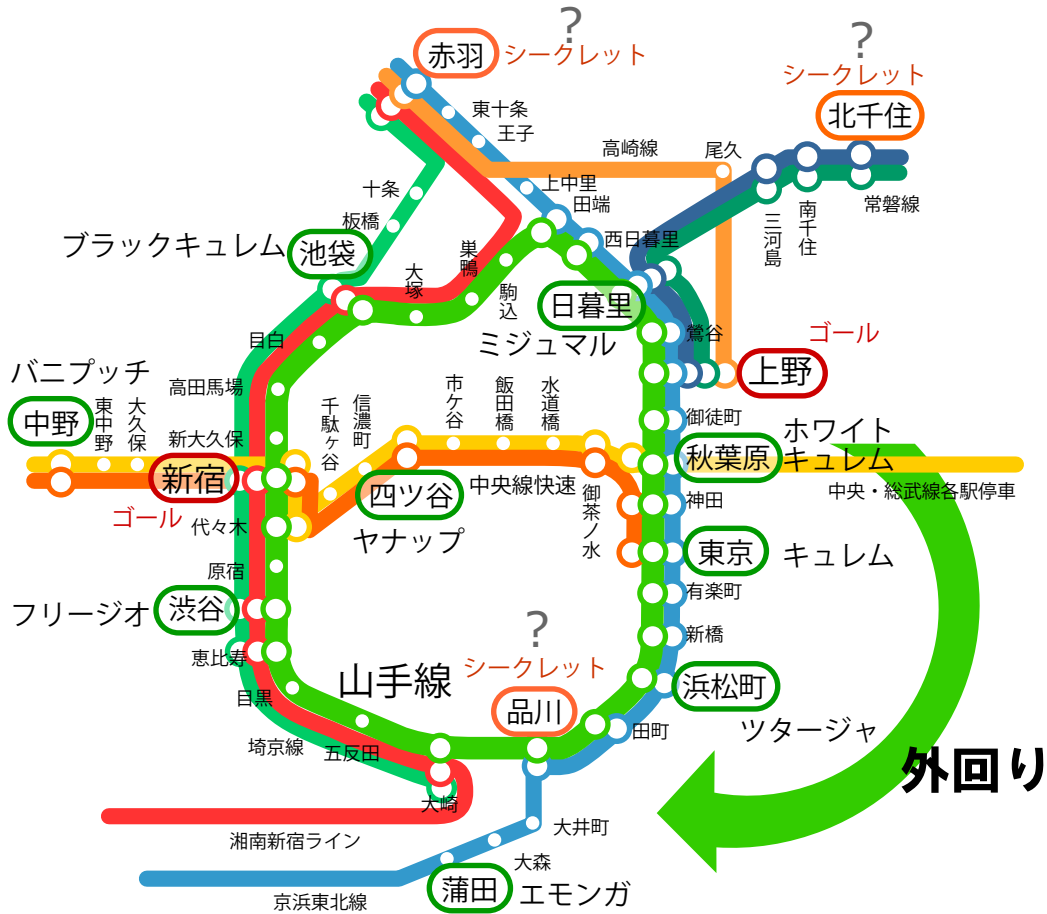 ?
赤羽
シークレット
?
シークレット
北千住
東十条
王子
高崎線
尾久
十条
上中里
田端
板橋
南千住
三河島
常磐線
ブラックキュレム
池袋
西日暮里
巣鴨
大塚
駒込
日暮里
ミジュマル
鶯谷
ゴール
上野
目白
バニプッチ
高田馬場
中野
東中野
大久保
新大久保
千駄ヶ谷
信濃町
市ケ谷
飯田橋
水道橋
御徒町
ホワイト
キュレム
秋葉原
新宿
ゴール
四ツ谷
中央線快速
中央・総武線各駅停車
御茶ノ水
神田
代々木
ヤナップ
東京
キュレム
原宿
有楽町
フリージオ
渋谷
?
新橋
恵比寿
シークレット
山手線
目黒
品川
浜松町
田町
ツタージャ
埼京線
五反田
外回り
大崎
湘南新宿ライン
大井町
大森
蒲田
エモンガ
京浜東北線